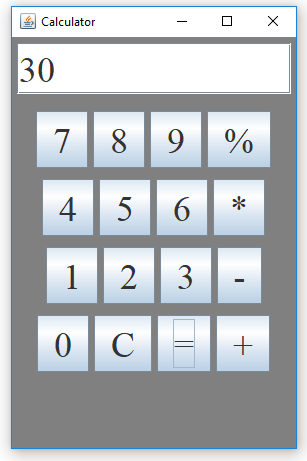 Calculator
30
7 8 9 %
4 5 6 *
1 2 3 -
0 C = +